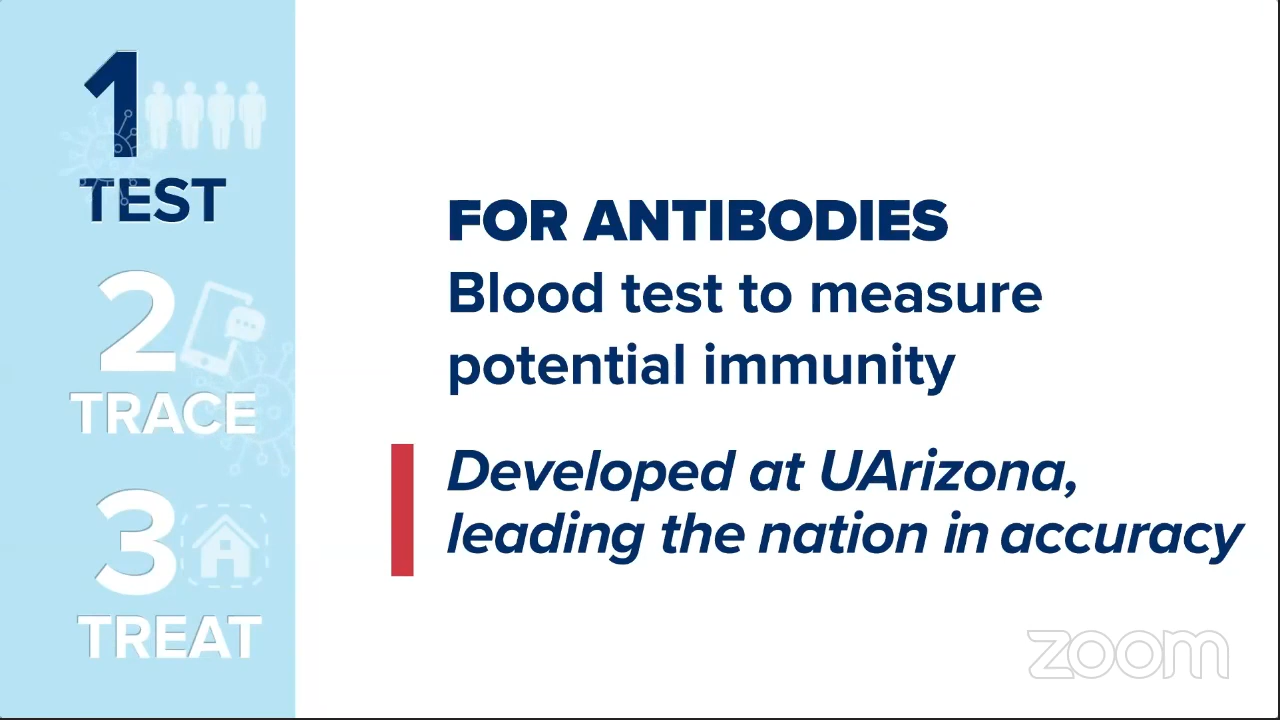 1
TEST
2
TRACE
3
TREAT
FOR ANTIBODIES
Blood test to measure
potential immunity
Developed at UArizona,
leading the nation in accuracy
zoom